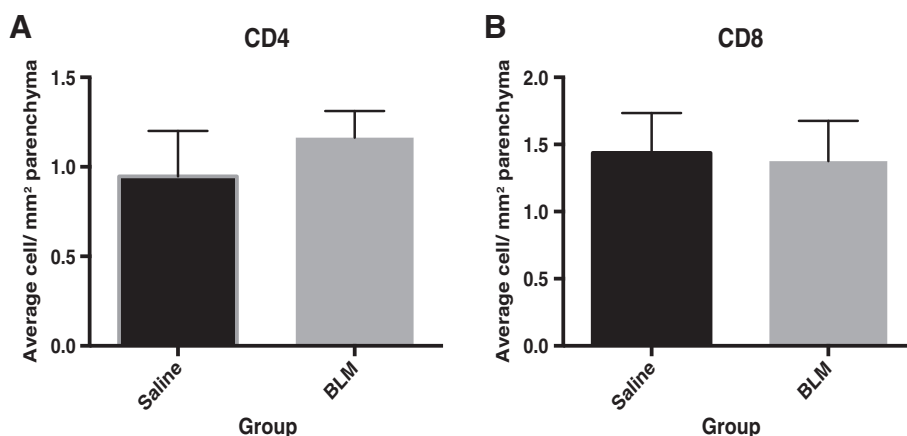 A
CD4
Average cell/ mm² parenchyma
1.5
1.0
0.5
0.0
Saline
BLM
Group
B
CD8
Average cell/ mm² parenchyma
2.0
1.5
1.0
0.5
0.0
Saline
BLM
Group